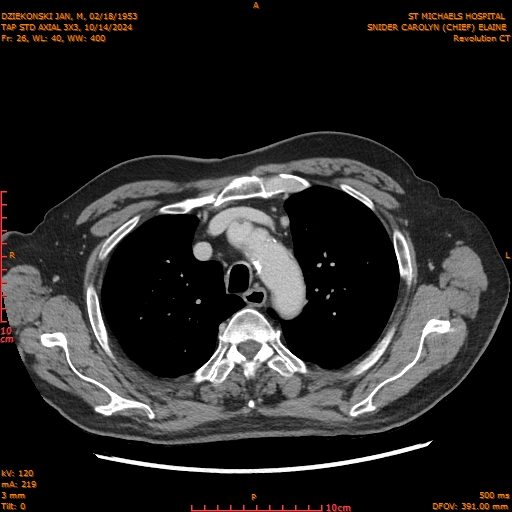 A
DZIEKONSKI JAN, M, 02/18/1953
TAP STD AXIAL 3X3, 10/14/2024
Fr: 26, WL: 40, WW: 400
ST MICHAELS HOSPITAL
SNIDER CAROLYN (CHIEF) ELAINE
Revolution CT
R
L
10
cm
kV: 120
mA: 219
3 mm
Tilt: 0
P
10cm
500 ms
DFOV: 391.00 mm